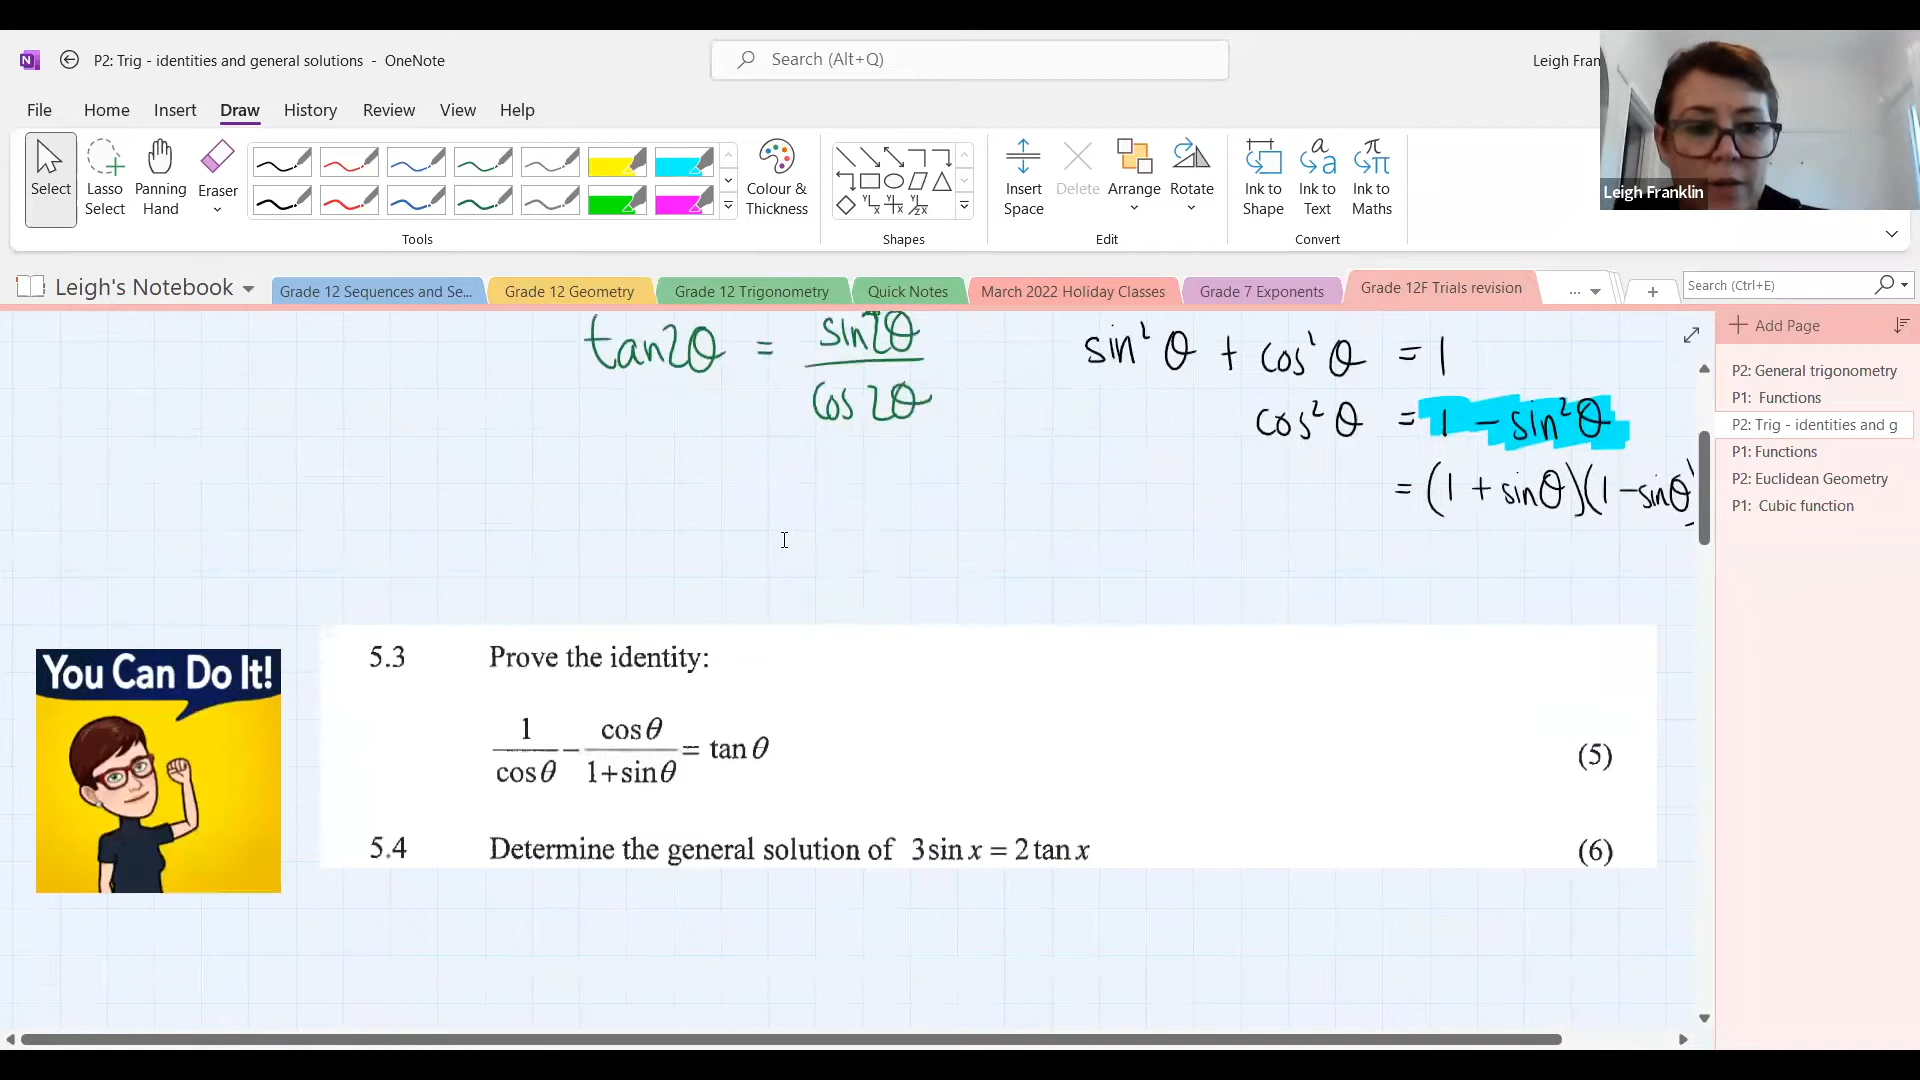 P2: Trig - identities and general solutions - OneNote
Search (Alt+Q)
Leigh Fran
Leigh Franklin
File Home Insert Draw History Review View Help
Select
Lasso Select
Panning Hand
Eraser
Colour & Thickness
Insert Space
Delete
Arrange
Rotate
Ink to Shape
Ink to Text
Ink to Maths
Tools Shapes Edit Convert
Leigh's Notebook
Grade 12 Sequences and Se...
Grade 12 Geometry
Grade 12 Trigonometry
Quick Notes
March 2022 Holiday Classes
Grade 7 Exponents
Grade 12F Trials revision
...
Search (Ctrl+E)
Add Page
P2: General trigonometry
P1: Functions
P2: Trig - identities and g
P1: Functions
P2: Euclidean Geometry
P1: Cubic function
tan2θ = sin2θ / cos2θ
sin²θ + cos²θ = 1
cos²θ = 1 - sin²θ
= (1 + sinθ)(1 - sinθ)
You Can Do It!
5.3 Prove the identity:
1/cosθ − cosθ/(1+sinθ) = tanθ (5)
5.4 Determine the general solution of 3sinx = 2tanx (6)